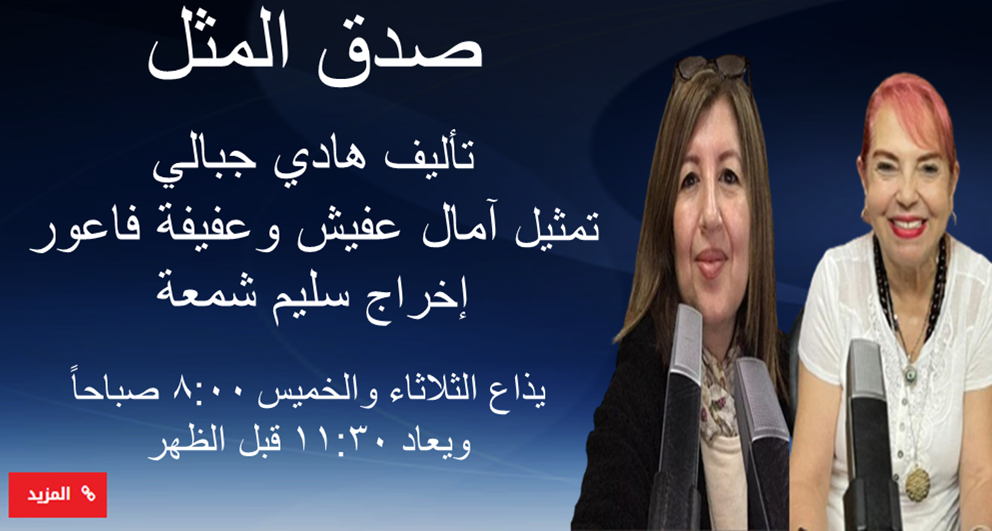 صدق المثل
تأليف هادي جبالي
تمثيل آمال عفيش وعفيفة فاعور
إخراج سليم شمعة
يذاع الثلاثاء والخميس ٨:٠٠ صباحاً
ويعاد ١١:٣٠ قبل الظهر
المزيد